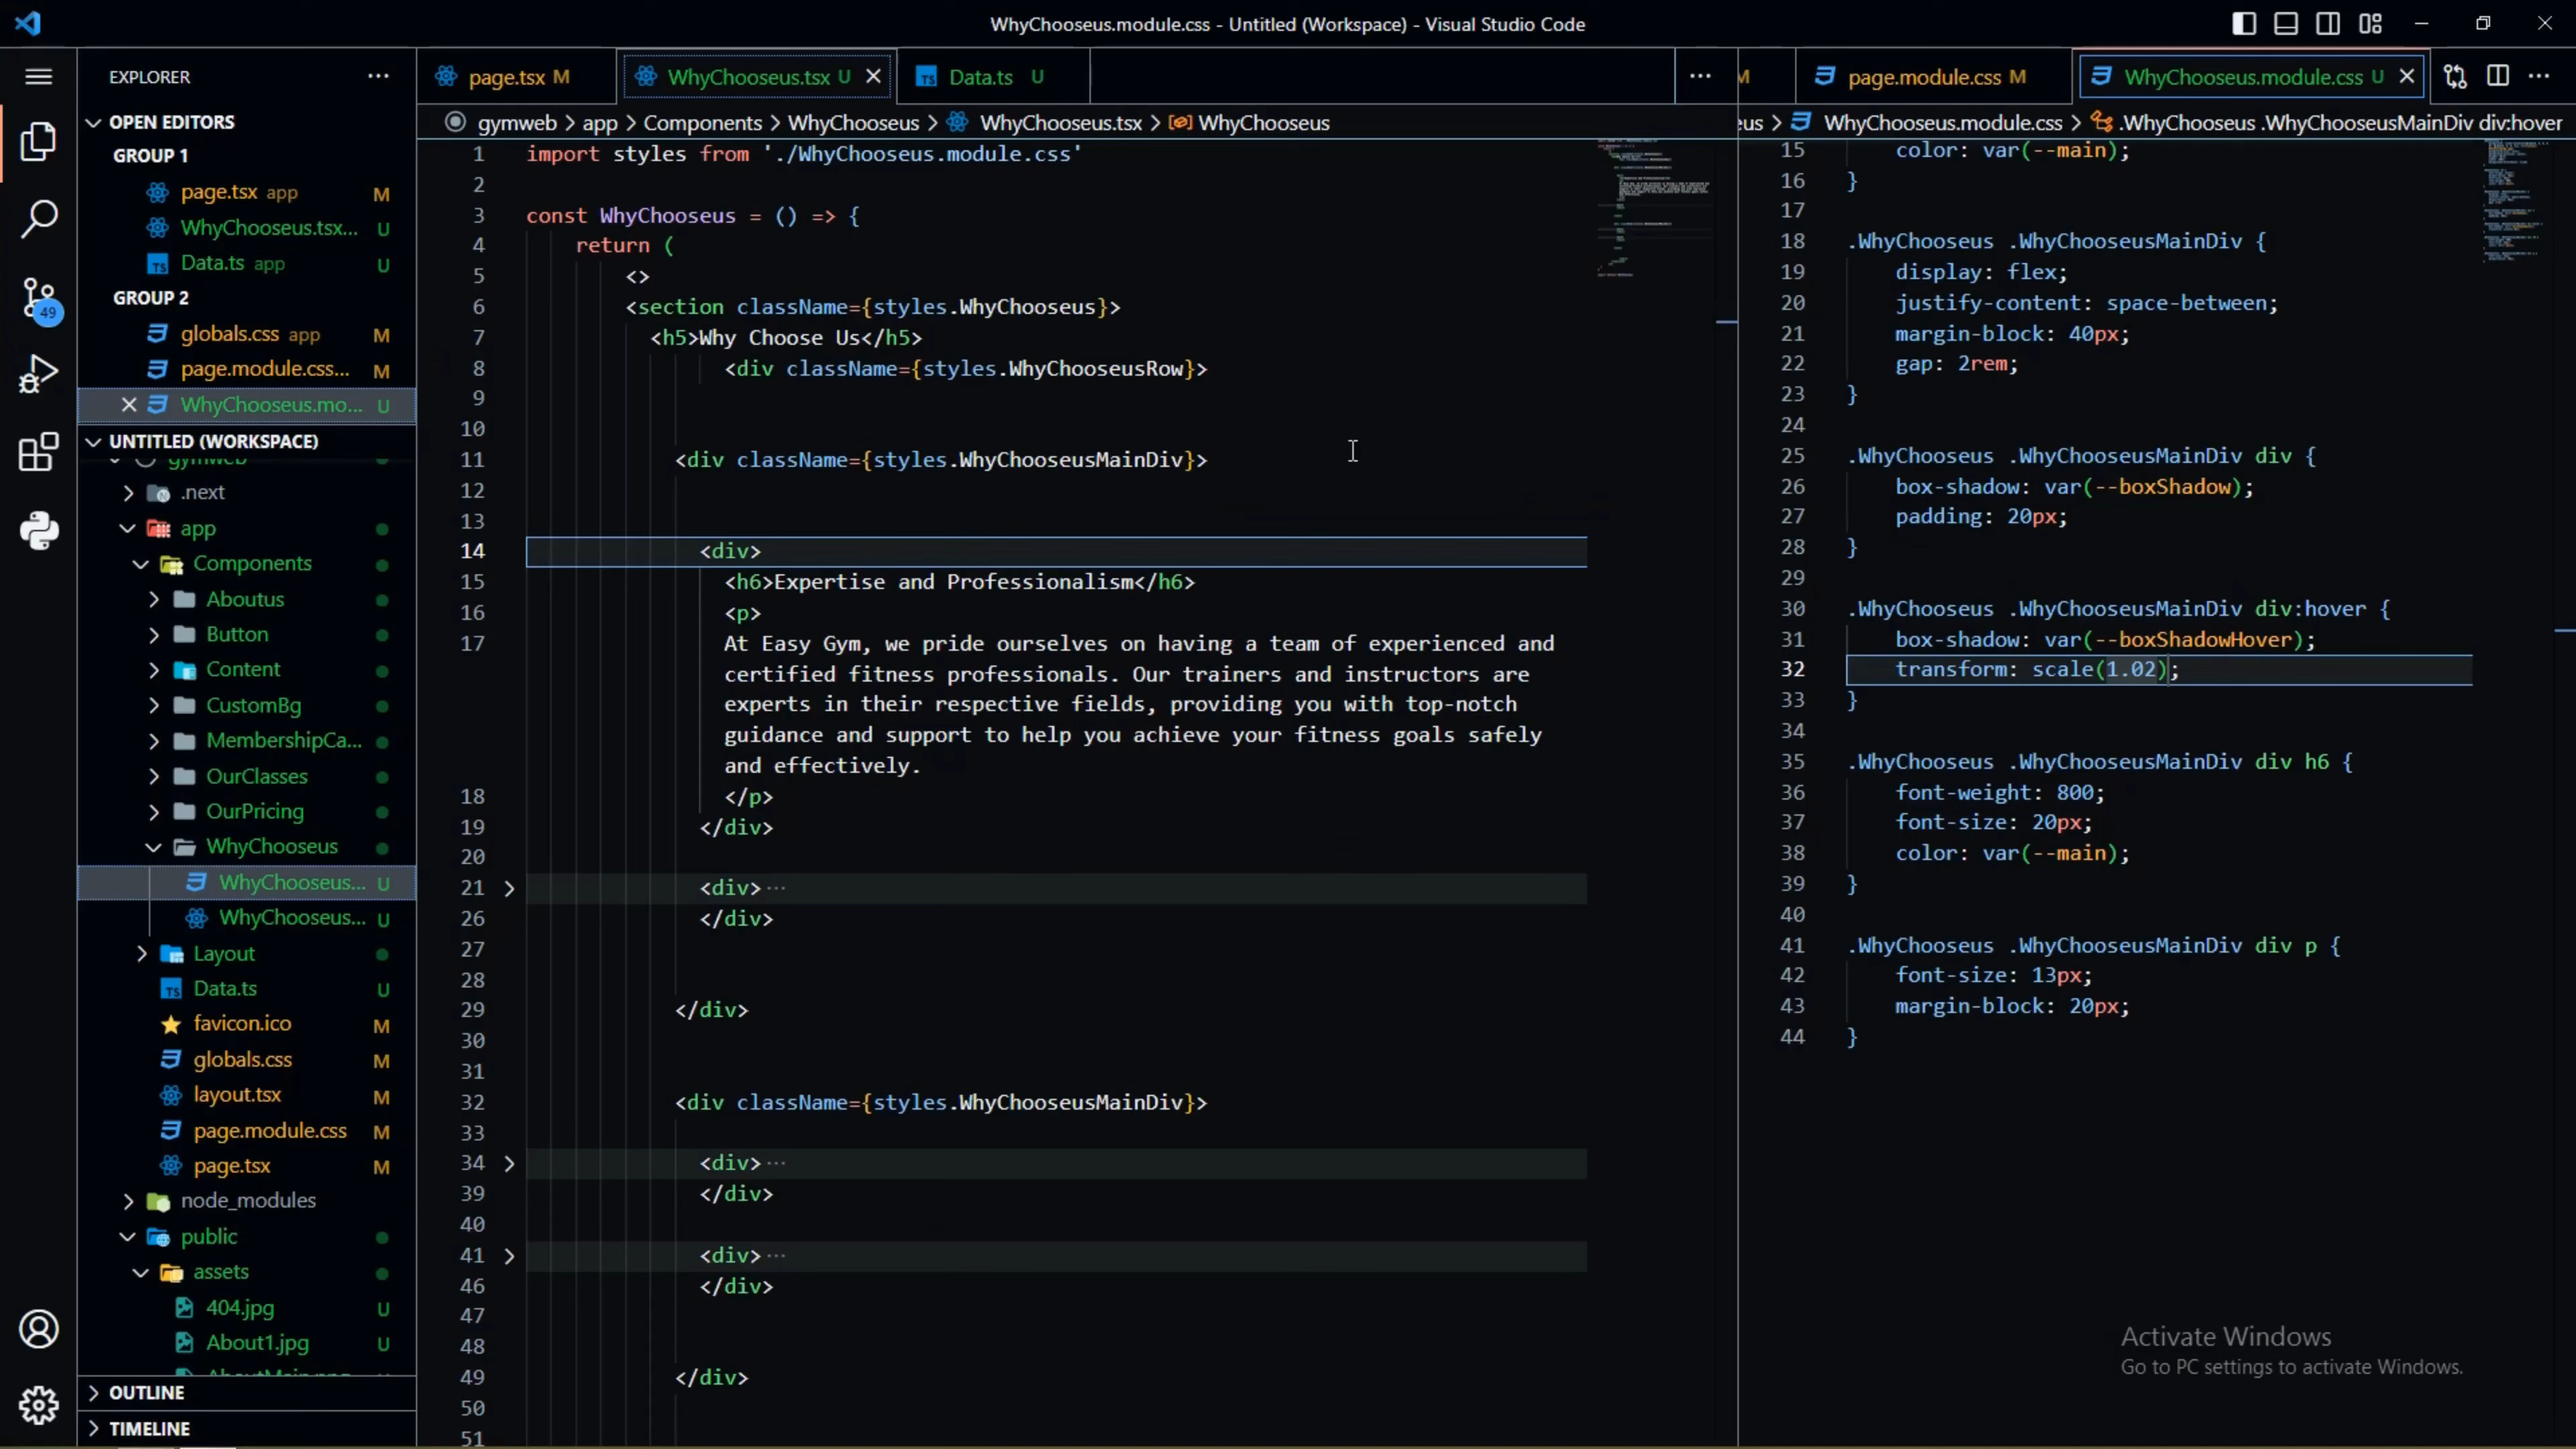 WhyChooseus.module.css - Untitled (Workspace) - Visual Studio Code
EXPLORER
OPEN EDITORS
GROUP 1
page.tsx app M
WhyChooseus.tsx... U
Data.ts app U
GROUP 2
globals.css app M
page.module.css... M
WhyChooseus.mo... U
49
UNTITLED (WORKSPACE)
gymweb
.next
app
Components
Aboutus
Button
Content
CustomBg
MembershipCa...
OurClasses
OurPricing
WhyChooseus
WhyChooseus... U
WhyChooseus... U
Layout
Data.ts U
favicon.ico M
globals.css M
layout.tsx M
page.module.css M
page.tsx M
node_modules
public
assets
404.jpg U
About1.jpg U
OUTLINE
TIMELINE
page.tsx M
WhyChooseus.tsx U
Data.ts U
gymweb > app > Components > WhyChooseus > WhyChooseus.tsx > WhyChooseus
1 import styles from './WhyChooseus.module.css'
2
3 const WhyChooseus = () => {
4 return (
5 <>
6 <section className={styles.WhyChooseus}>
7 <h5>Why Choose Us</h5>
8 <div className={styles.WhyChooseusRow}>
9
10
11 <div className={styles.WhyChooseusMainDiv}>
12
13
14 <div>
15 <h6>Expertise and Professionalism</h6>
16 <p>
17 At Easy Gym, we pride ourselves on having a team of experienced and
certified fitness professionals. Our trainers and instructors are
experts in their respective fields, providing you with top-notch
guidance and support to help you achieve your fitness goals safely
and effectively.
18 </p>
19 </div>
20
21 <div>...
26 </div>
27
28
29 </div>
30
31
32 <div className={styles.WhyChooseusMainDiv}>
33
34 <div>...
39 </div>
40
41 <div>...
46 </div>
47
48
49 </div>
50
51
M
page.module.css M
WhyChooseus.module.css U
eus > WhyChooseus.module.css > .WhyChooseus .WhyChooseusMainDiv div:hover
15 color: var(--main);
16 }
17
18 .WhyChooseus .WhyChooseusMainDiv {
19 display: flex;
20 justify-content: space-between;
21 margin-block: 40px;
22 gap: 2rem;
23 }
24
25 .WhyChooseus .WhyChooseusMainDiv div {
26 box-shadow: var(--boxShadow);
27 padding: 20px;
28 }
29
30 .WhyChooseus .WhyChooseusMainDiv div:hover {
31 box-shadow: var(--boxShadowHover);
32 transform: scale(1.02);
33 }
34
35 .WhyChooseus .WhyChooseusMainDiv div h6 {
36 font-weight: 800;
37 font-size: 20px;
38 color: var(--main);
39 }
40
41 .WhyChooseus .WhyChooseusMainDiv div p {
42 font-size: 13px;
43 margin-block: 20px;
44 }
Activate Windows
Go to PC settings to activate Windows.